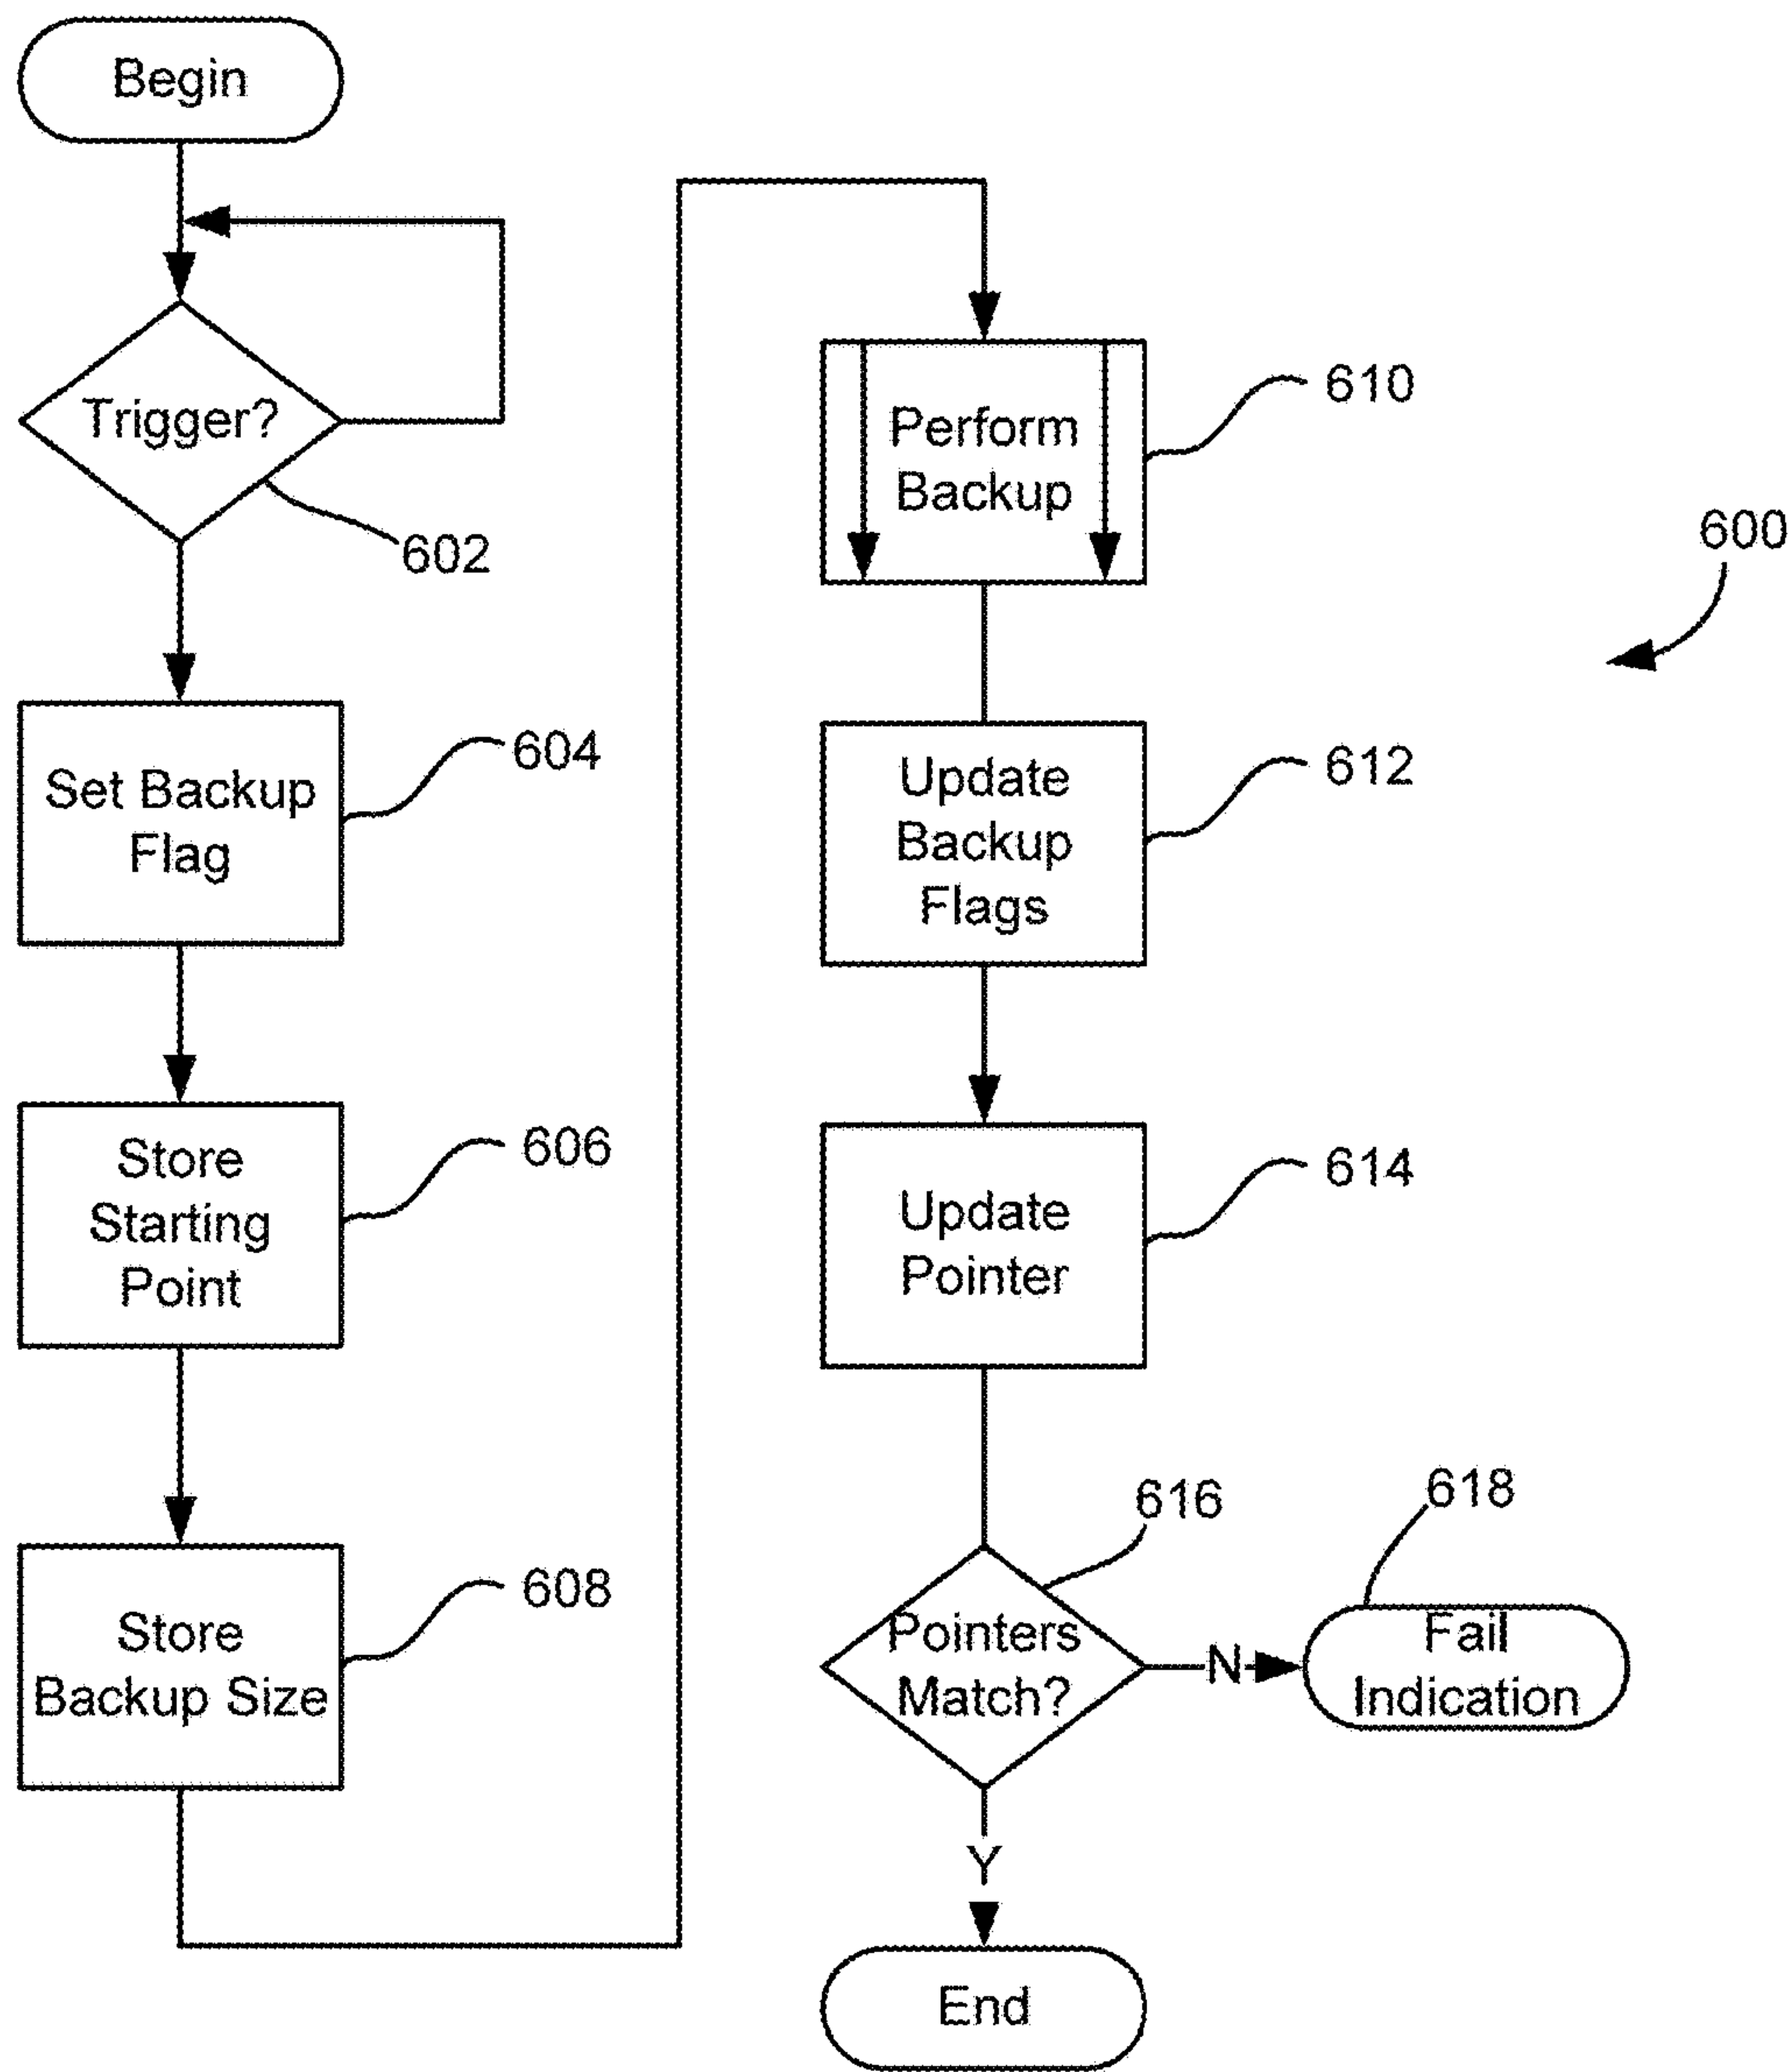 Begin
Trigger?
602
Set Backup
Flag
604
Store
Starting
Point
606
Store
Backup Size
608
Perform
Backup
610
600
Update
Backup
Flags
612
Update
Pointer
614
Pointers
Match?
616
N
618
Fail
Indication
Y
End